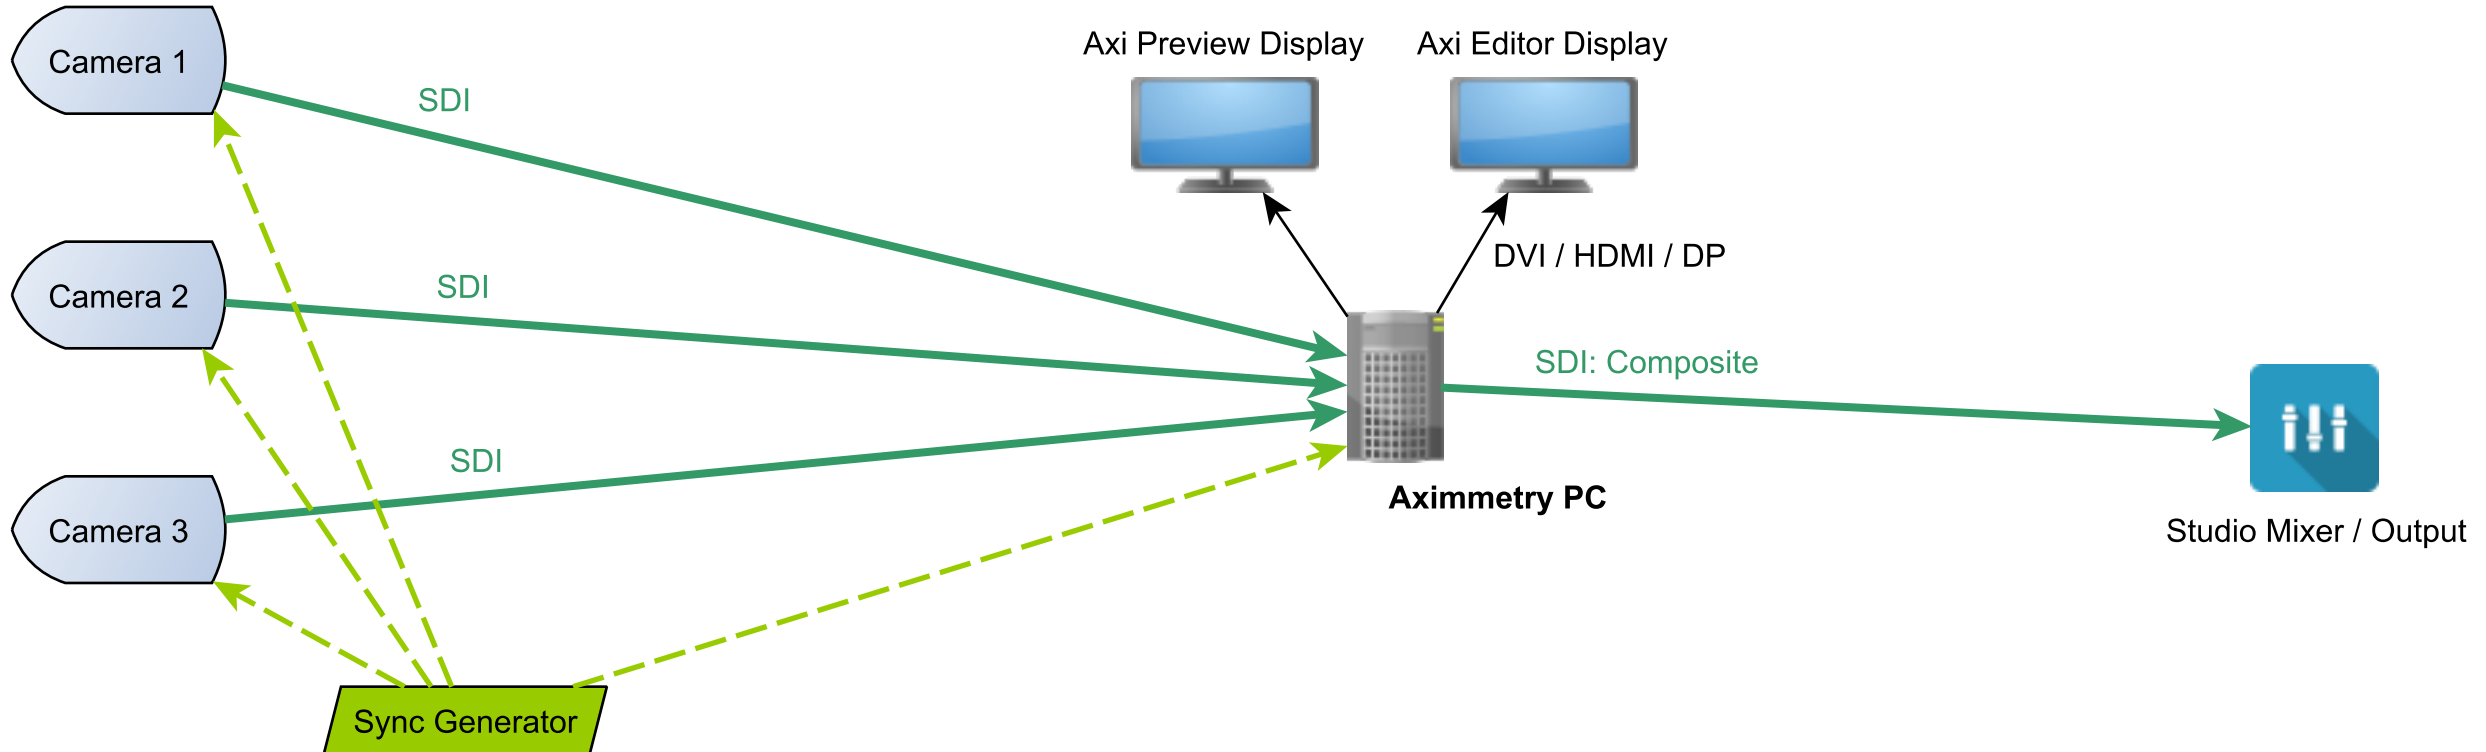 Axi Preview Display
Axi Editor Display
Camera 1
SDI
DVI / HDMI / DP
Camera 2
SDI
SDI: Composite
SDI
Aximmetry PC
Camera 3
Studio Mixer / Output
Sync Generator